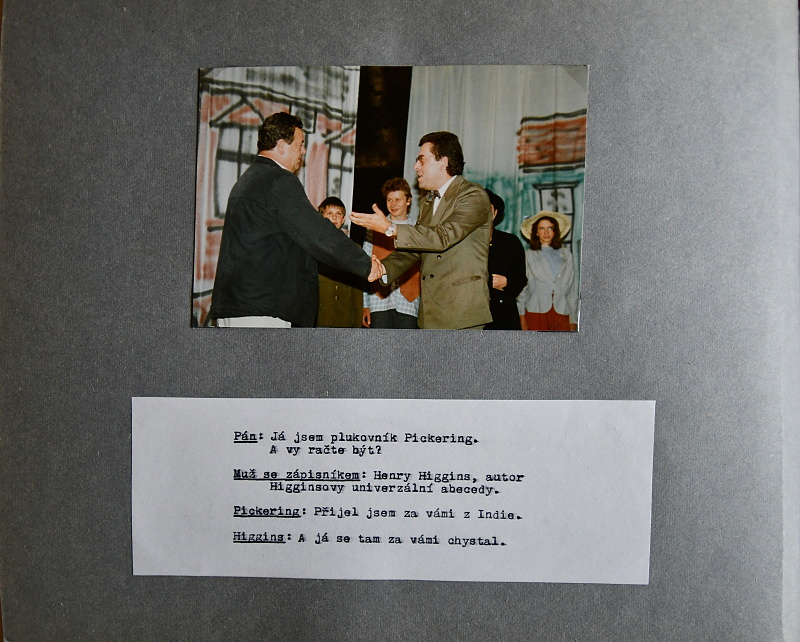 Pán: Já jsem plukovník Pickering.
A vy račte být?
Muž se zápisníkem: Henry Higgins, autor
Higginsovy univerzální abecedy.
Pickering: Přijel jsem za vámi z Indie.
Higgins: A já se tam za vámi chystal.